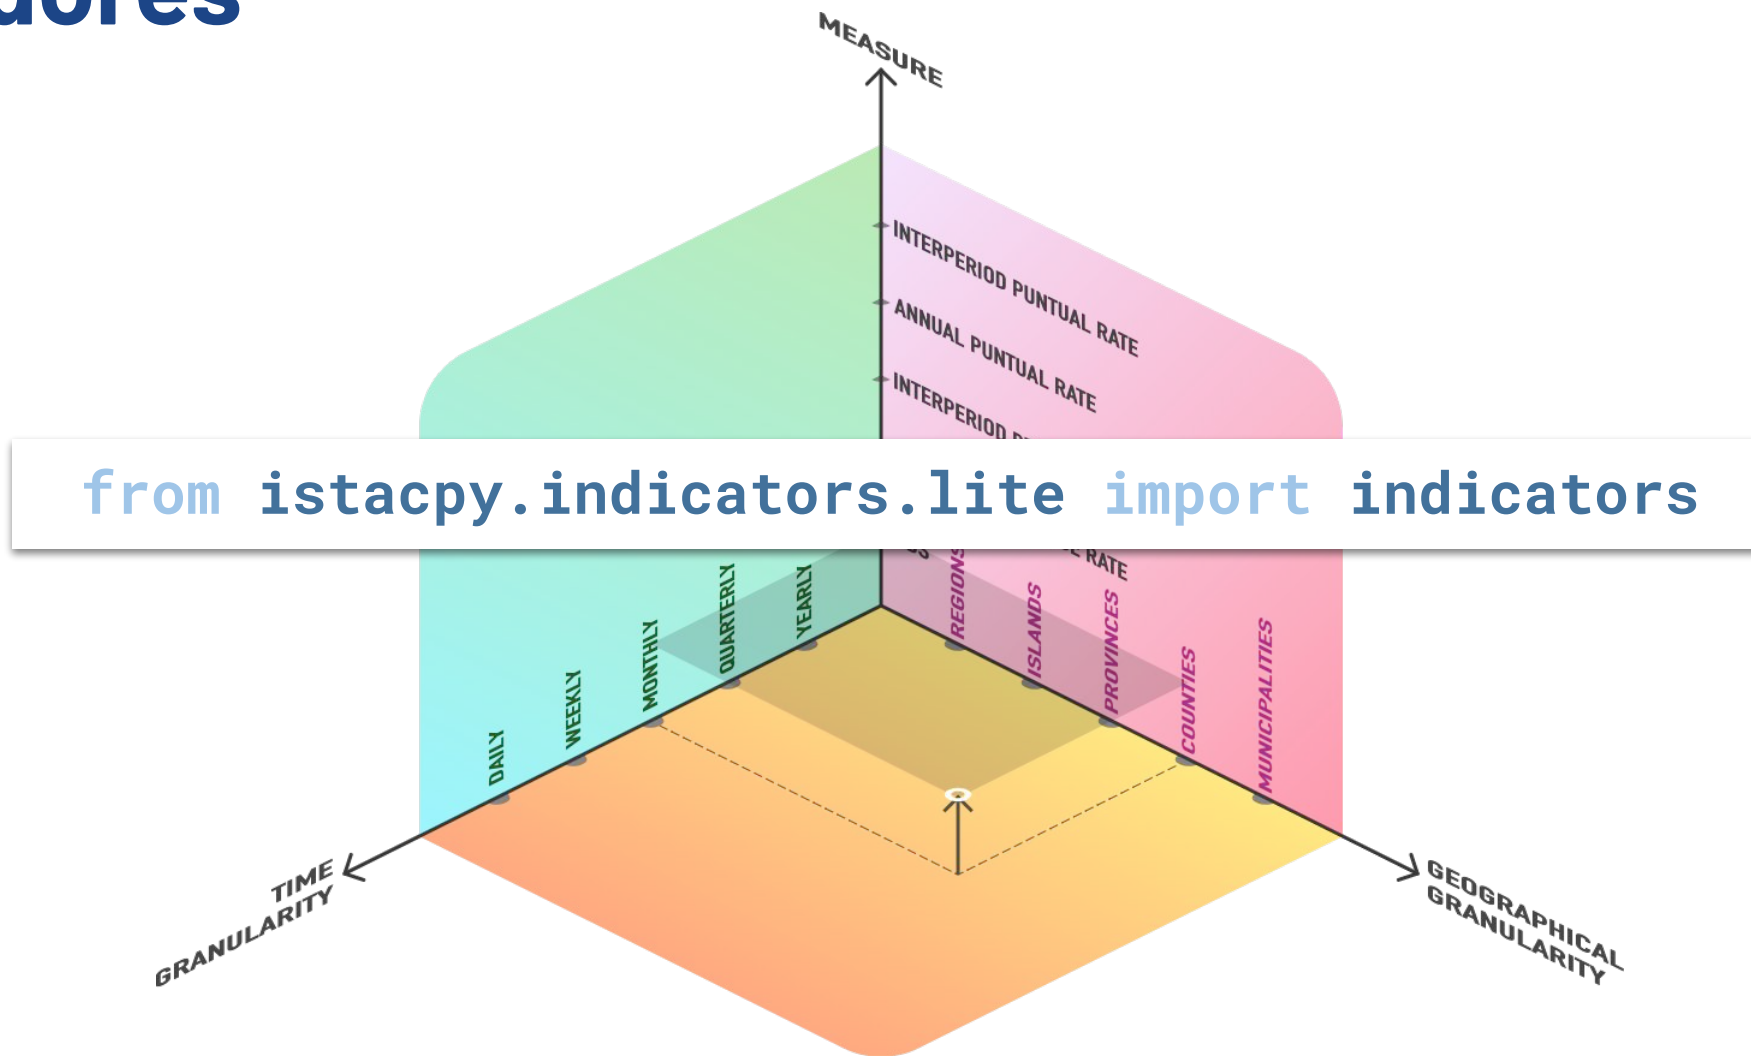 MEASURE
INTERPERIOD PUNTUAL RATE
ANNUAL PUNTUAL RATE
INTERPERIOD
from istacpy.indicators.lite import indicators
RATE
YEARLY
QUARTERLY
MONTHLY
WEEKLY
DAILY
REGIONS
ISLANDS
PROVINCES
COUNTIES
MUNICIPALITIES
TIME
GRANULARITY
GEOGRAPHICAL
GRANULARITY